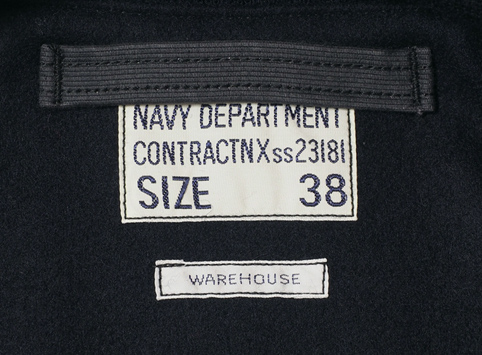 NAVY DEPARTMENT
CONTRACTNXss23181
SIZE 38
WAREHOUSE